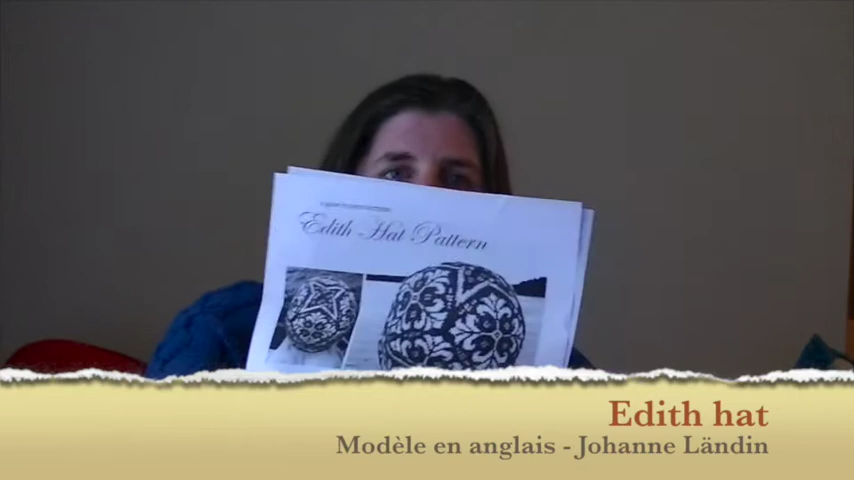 Edith Hat Pattern
Edith hat
Modèle en anglais - Johanne Ländin